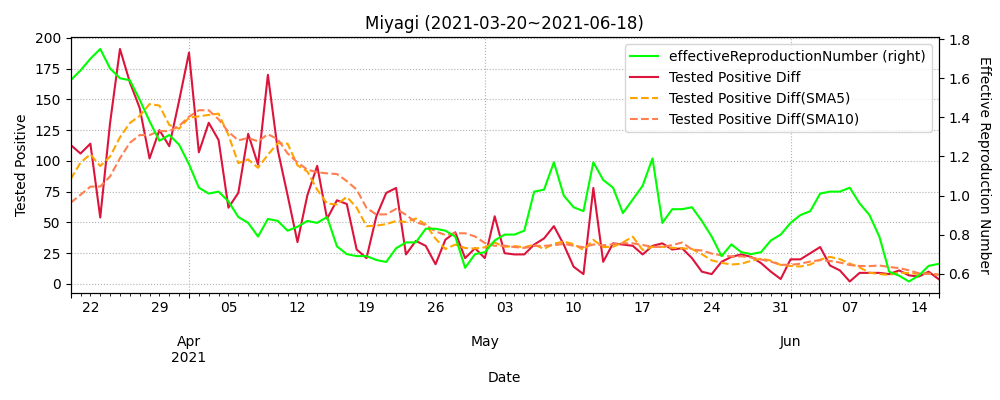 Miyagi (2021-03-20~2021-06-18)
effectiveReproductionNumber (right)
Tested Positive Diff
Tested Positive Diff(SMA5)
Tested Positive Diff(SMA10)
Tested Positive
200
175
150
125
100
75
50
25
0
Effective Reproduction Number
1.8
1.6
1.4
1.2
1.0
0.8
0.6
22 29 05 12 19 26 03 10 17 24 31 07 14
Apr May Jun
2021
Date